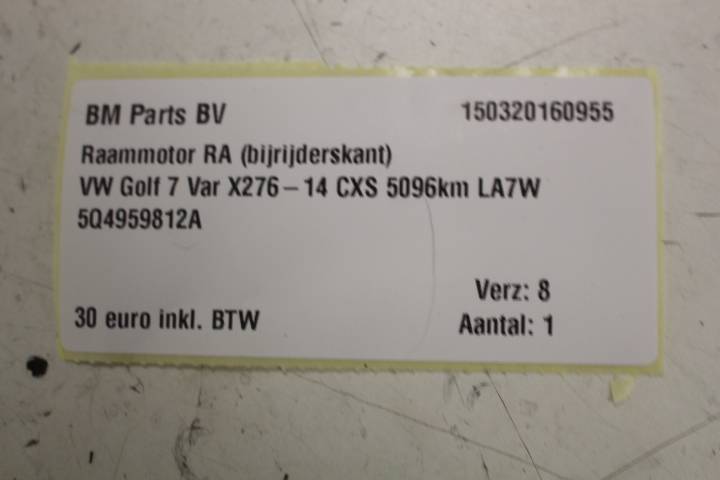 BM Parts BV 150320160955
Raammotor RA (bijrijderskant)
VW Golf 7 Var X276-14 CXS 5096km LA7W
5Q4959812A
Verz: 8
30 euro inkl. BTW Aantal: 1